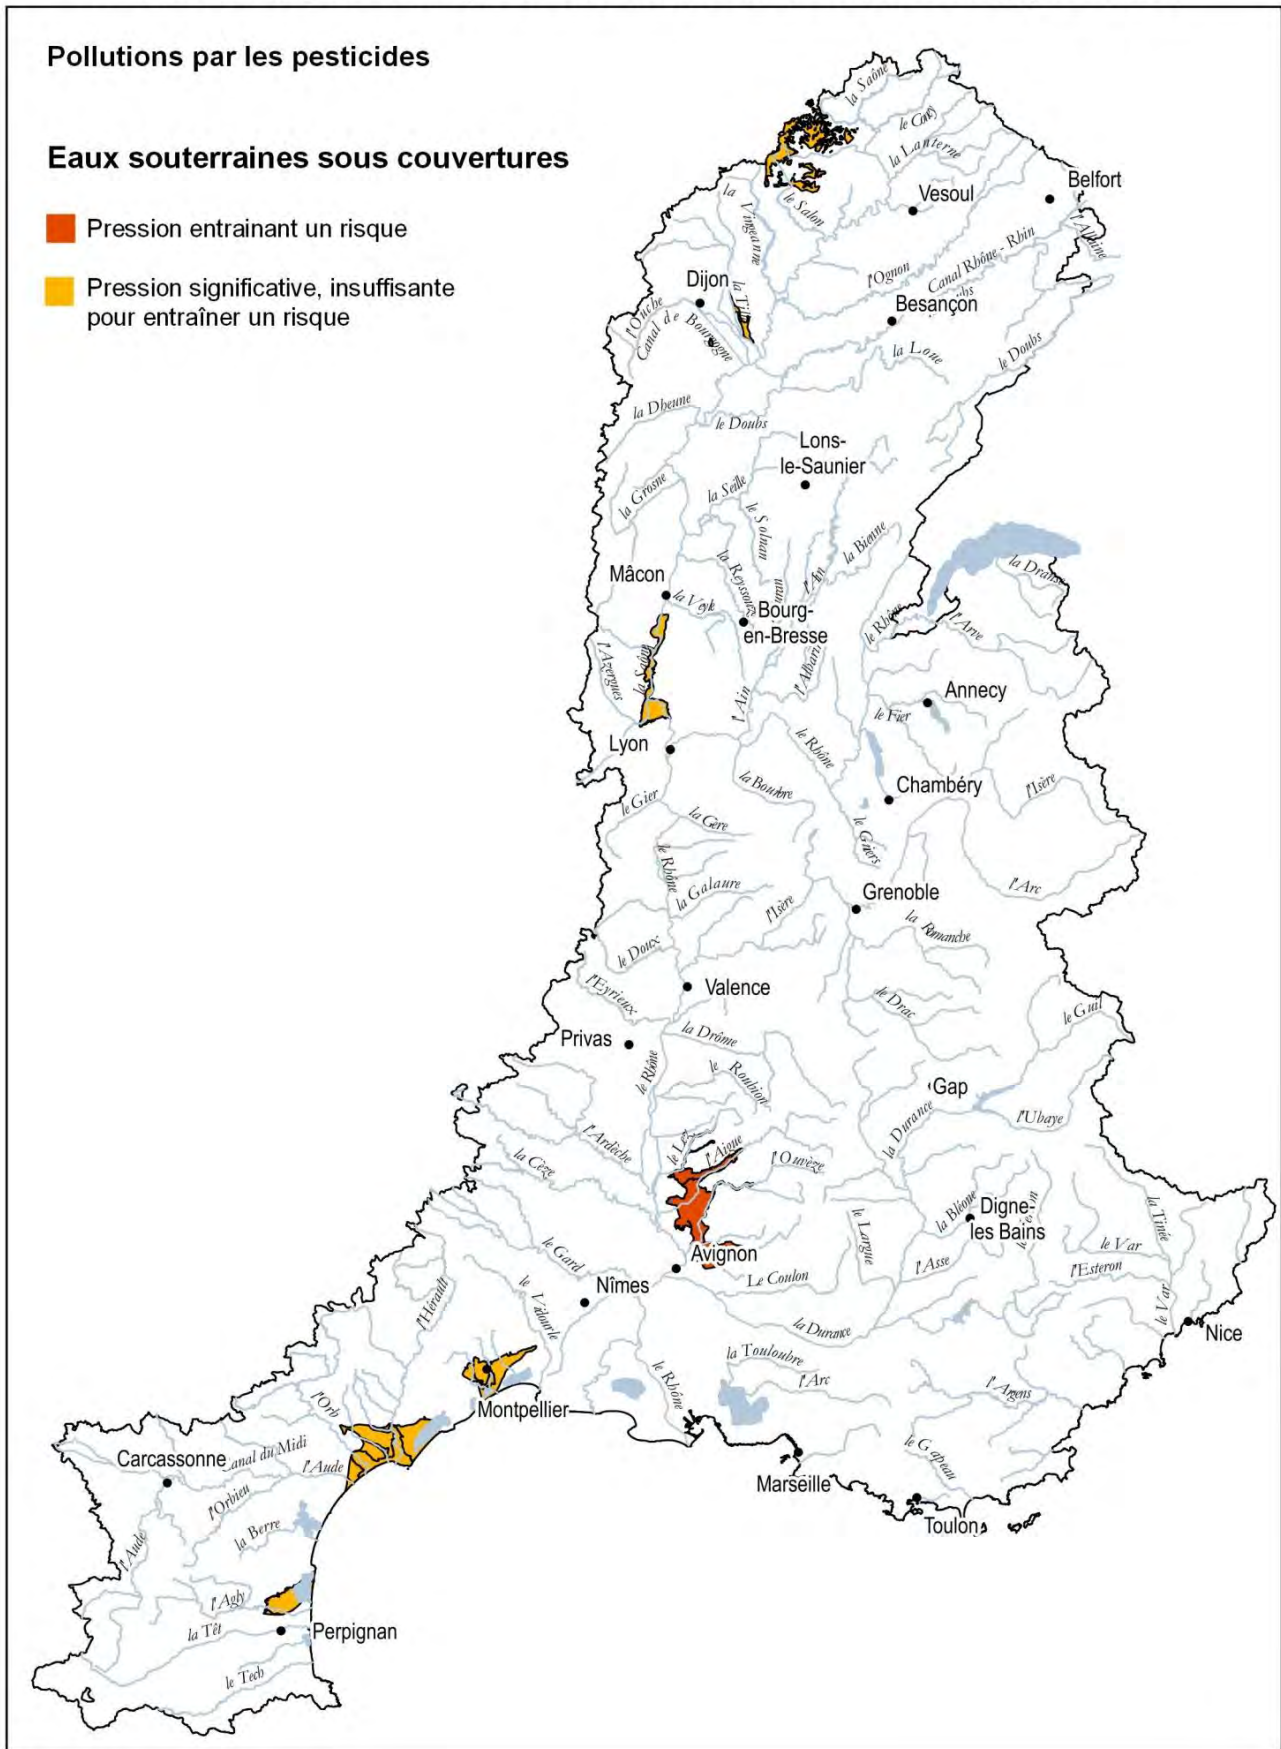 Pollutions par les pesticides
Eaux souterraines sous couvertures
Pression entrainant un risque
Pression significative, insuffisante
pour entraîner un risque
la Saône
le Coney
la Lanterne
Vesoul
Belfort
la Vingeanne
le Salon
l'Allaine
l'Ognon
Canal Rhône - Rhin
Dijon
la Tille
l'Ouche
Canal de Bourgogne
Besançon
la Loue
le Doubs
la Dheune
le Doubs
Lons-
le-Saunier
la Grosne
la Seille
le Solnan
la Bienne
la Reyssouze
l'Ain
la Dranse
Mâcon
la Veyle
Bourg-
en-Bresse
le Rhône
l'Arve
l'Azergues
la Saône
l'Albarin
l'Ain
Annecy
le Fier
Lyon
le Rhône
la Bourbre
Chambéry
l'Isère
le Gier
la Gère
le Guiers
le Rhône
la Galaure
l'Isère
Grenoble
l'Arc
la Romanche
le Doux
l'Eyrieux
Valence
le Drac
le Guil
Privas
la Drôme
le Rhône
le Roubion
Gap
l'Ubaye
la Durance
l'Ardèche
le Lez
l'Aigue
l'Ouvèze
la Cèze
la Bléone
Digne-
les Bains
la Tinée
le Largue
le Var
Avignon
l'Asse
l'Esteron
le Gard
Le Coulon
Nîmes
le Vidourle
l'Hérault
la Durance
le Var
Nice
la Touloubre
l'Arc
le Rhône
l'Argens
l'Orb
Montpellier
le Gapeau
Carcassonne
Canal du Midi
l'Aude
Marseille
l'Orbieu
Toulon
la Berre
l'Aude
l'Agly
la Têt
Perpignan
le Tech